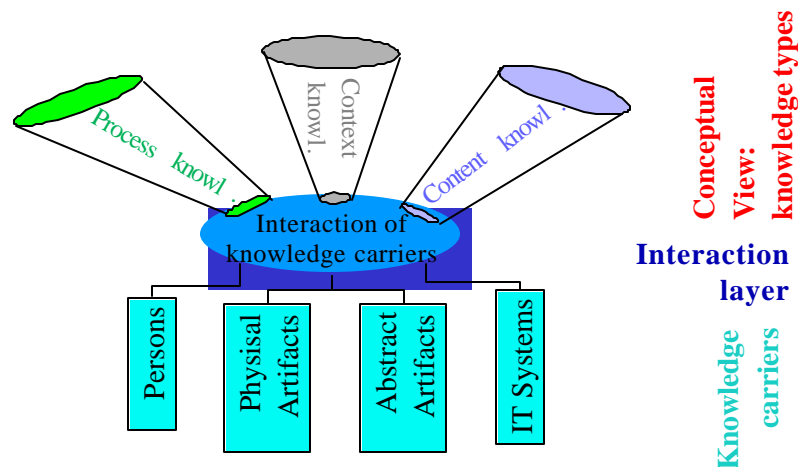 Process knowl .
Context
knowl.
Content knowl .
Interaction of
knowledge carriers
Persons
Physisal
Artifacts
Abstract
Artifacts
IT Systems
Conceptual
View:
knowledge types
Interaction
layer
Knowledge
carriers